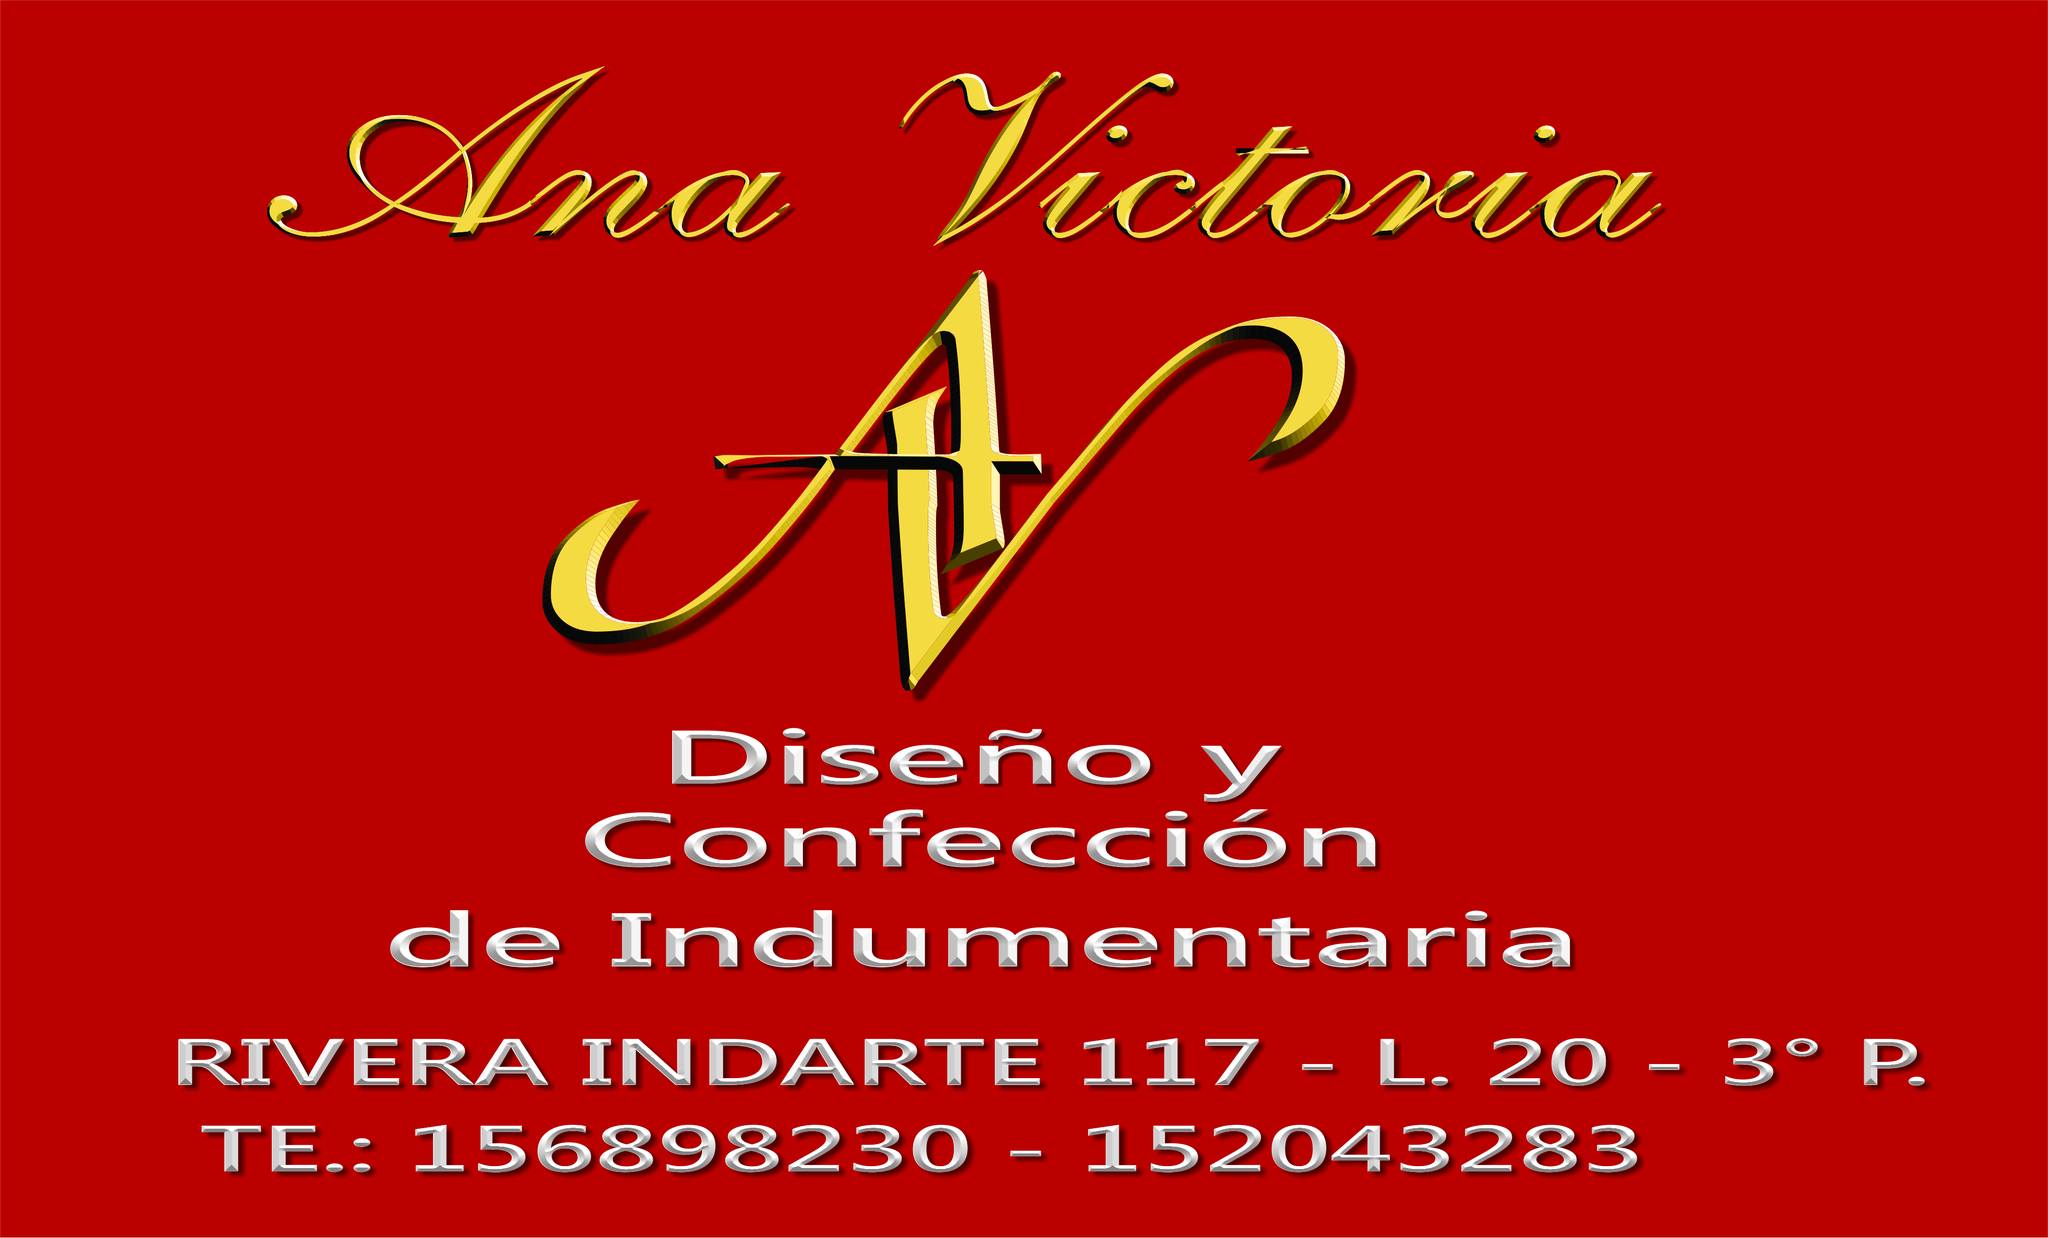 Ana Victoria
AV
Diseño y
Confección
de Indumentaria
RIVERA INDARTE 117 - L. 20 - 3° P.
TE.: 156898230 - 152043283